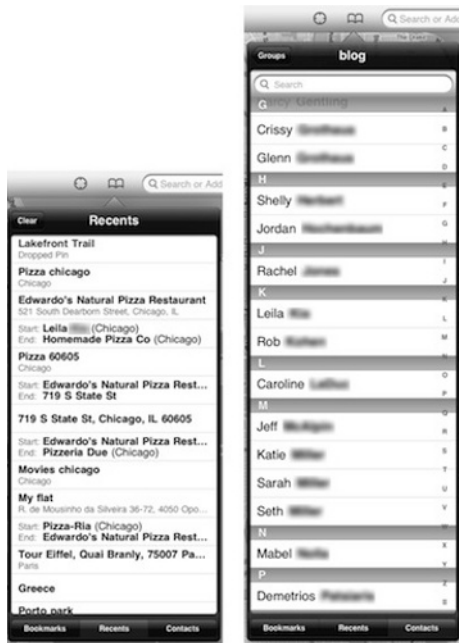 Search or Add
Clear
Recents
Lakefront Trail
Dropped Pin
Pizza chicago
Chicago
Edwardo's Natural Pizza Restaurant
521 South Dearborn Street, Chicago, IL
Start: Leila (Chicago)
End: Homemade Pizza Co (Chicago)
Pizza 60605
Chicago
Start: Edwardo's Natural Pizza Rest...
End: 719 S State St
719 S State St, Chicago, IL 60605
Start: Edwardo's Natural Pizza Rest...
End: Pizzeria Due (Chicago)
Movies chicago
Chicago
My flat
R. de Mousinho da Silveira 36-72, 4050 Opo...
Start: Pizza-Ria (Chicago)
End: Edwardo's Natural Pizza Rest...
Tour Eiffel, Quai Branly, 75007 Pa...
Paris
Greece
Porto park
Bookmarks Recents Contacts
Search or Add
Groups
blog
Search
Darcy Gentling
G
Crissy
Glenn
H
Shelly
Jordan
J
Rachel
K
Leila
Rob
L
Caroline
M
Jeff
Katie
Sarah
Seth
N
Mabel
P
Demetrios
A
B
C
D
E
F
G
H
I
J
K
L
M
N
O
P
Q
R
S
T
U
V
W
X
Y
Z
Bookmarks Recents Contacts